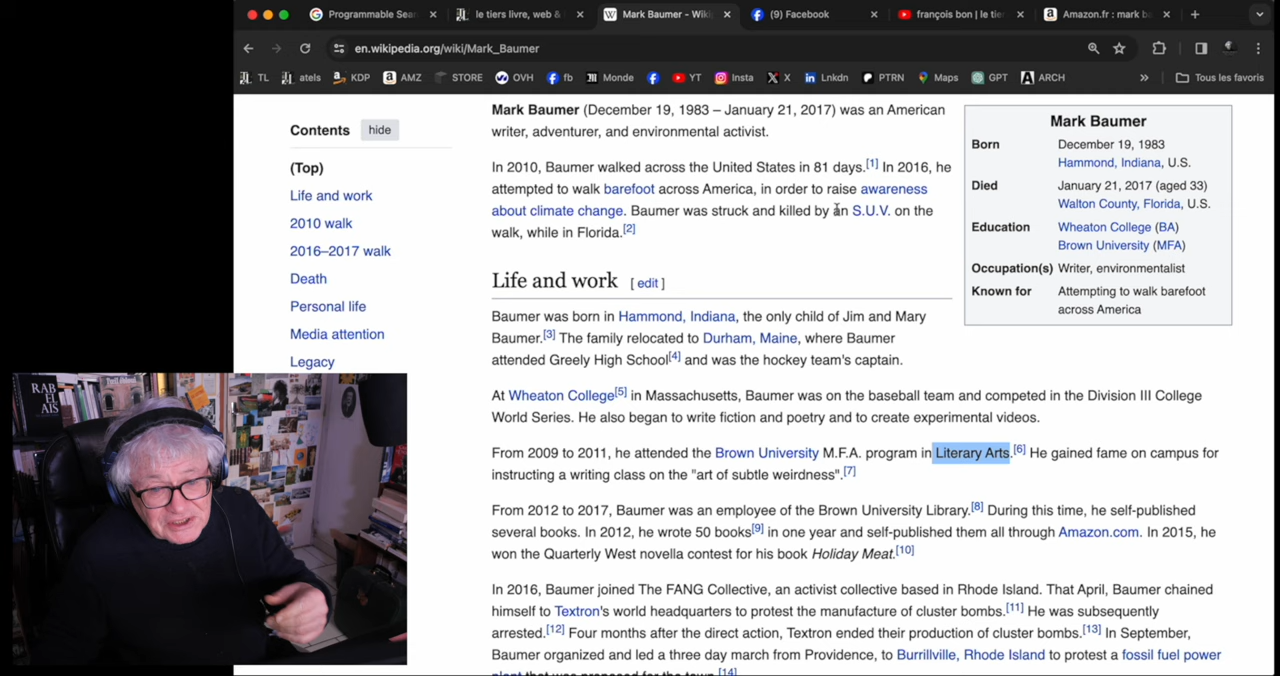 Programmable Sea
le tiers livre, web &
Mark Baumer - Wiki
(9) Facebook
françois bon | le tie
Amazon.fr : mark b
en.wikipedia.org/wiki/Mark_Baumer
TL
atels
KDP
AMZ
STORE
OVH
fb
Monde
YT
Insta
X
Lnkdn
PTRN
Maps
GPT
ARCH
»
Tous les favoris
Contents hide
(Top)
Life and work
2010 walk
2016–2017 walk
Death
Personal life
Media attention
Legacy
Mark Baumer (December 19, 1983 – January 21, 2017) was an American
writer, adventurer, and environmental activist.
In 2010, Baumer walked across the United States in 81 days.[1] In 2016, he
attempted to walk barefoot across America, in order to raise awareness
about climate change. Baumer was struck and killed by an S.U.V. on the
walk, while in Florida.[2]
Mark Baumer
Born December 19, 1983
Hammond, Indiana, U.S.
Died January 21, 2017 (aged 33)
Walton County, Florida, U.S.
Education Wheaton College (BA)
Brown University (MFA)
Occupation(s) Writer, environmentalist
Known for Attempting to walk barefoot
across America
Life and work [ edit ]
Baumer was born in Hammond, Indiana, the only child of Jim and Mary
Baumer.[3] The family relocated to Durham, Maine, where Baumer
attended Greely High School[4] and was the hockey team's captain.
At Wheaton College[5] in Massachusetts, Baumer was on the baseball team and competed in the Division III College
World Series. He also began to write fiction and poetry and to create experimental videos.
From 2009 to 2011, he attended the Brown University M.F.A. program in Literary Arts.[6] He gained fame on campus for
instructing a writing class on the "art of subtle weirdness".[7]
From 2012 to 2017, Baumer was an employee of the Brown University Library.[8] During this time, he self-published
several books. In 2012, he wrote 50 books[9] in one year and self-published them all through Amazon.com. In 2015, he
won the Quarterly West novella contest for his book Holiday Meat.[10]
In 2016, Baumer joined The FANG Collective, an activist collective based in Rhode Island. That April, Baumer chained
himself to Textron's world headquarters to protest the manufacture of cluster bombs.[11] He was subsequently
arrested.[12] Four months after the direct action, Textron ended their production of cluster bombs.[13] In September,
Baumer organized and led a three day march from Providence, to Burrillville, Rhode Island to protest a fossil fuel power
plant that was proposed for the town.[14]
RAB
ELAIS